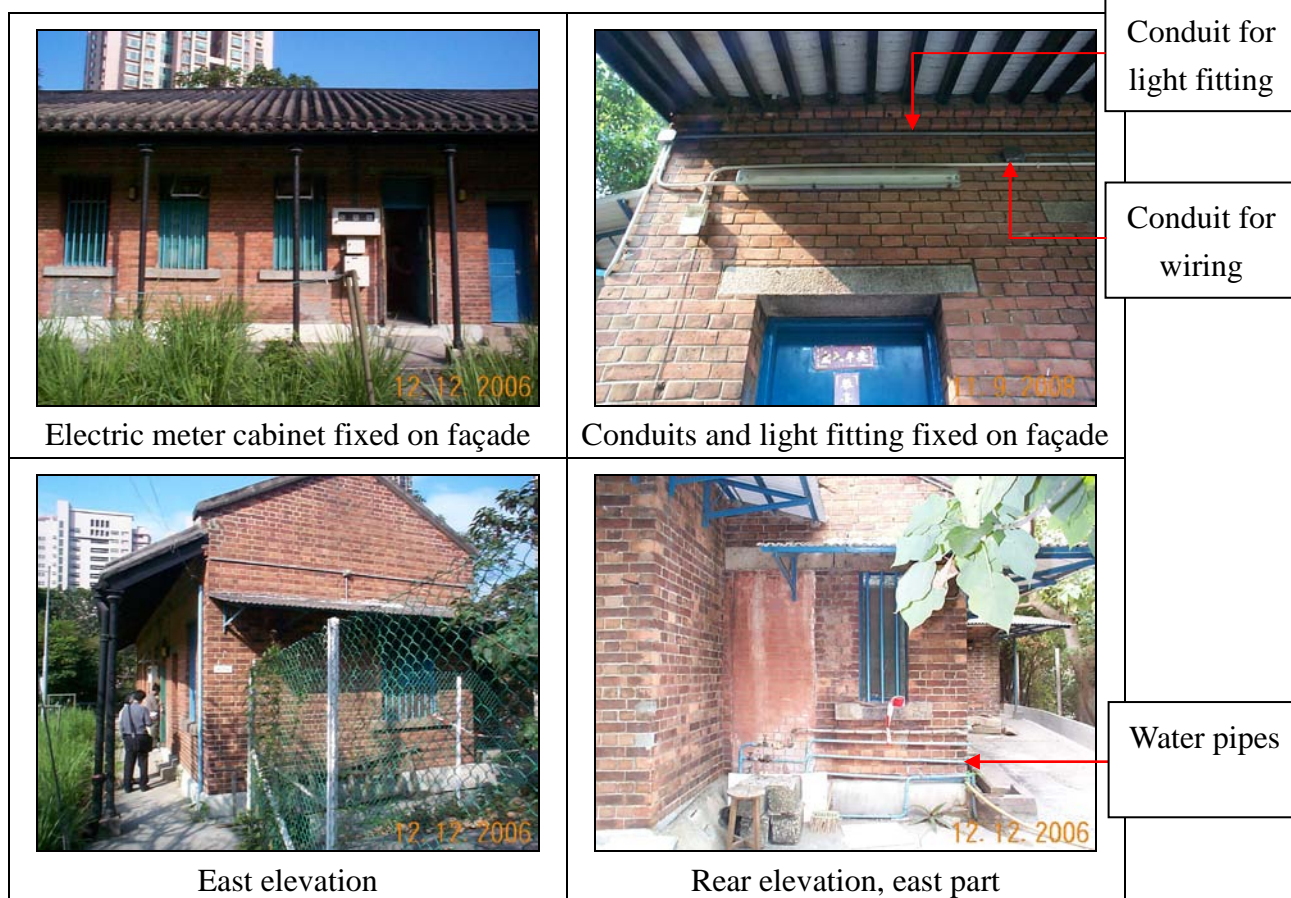 Conduit for
light fitting
Conduit for
wiring
12.12.2006
11.9.2008
Electric meter cabinet fixed on façade
Conduits and light fitting fixed on façade
Water pipes
12.12.2006
12.12.2006
East elevation
Rear elevation, east part